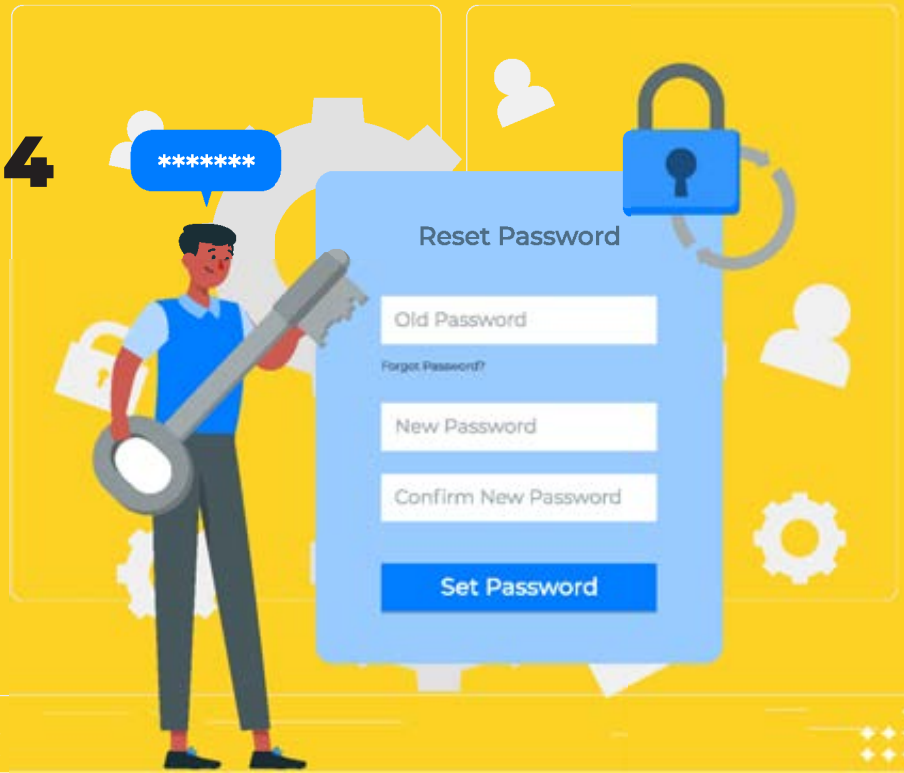 4
*******
Reset Password
Old Password
Forgot Password?
New Password
Confirm New Password
Set Password